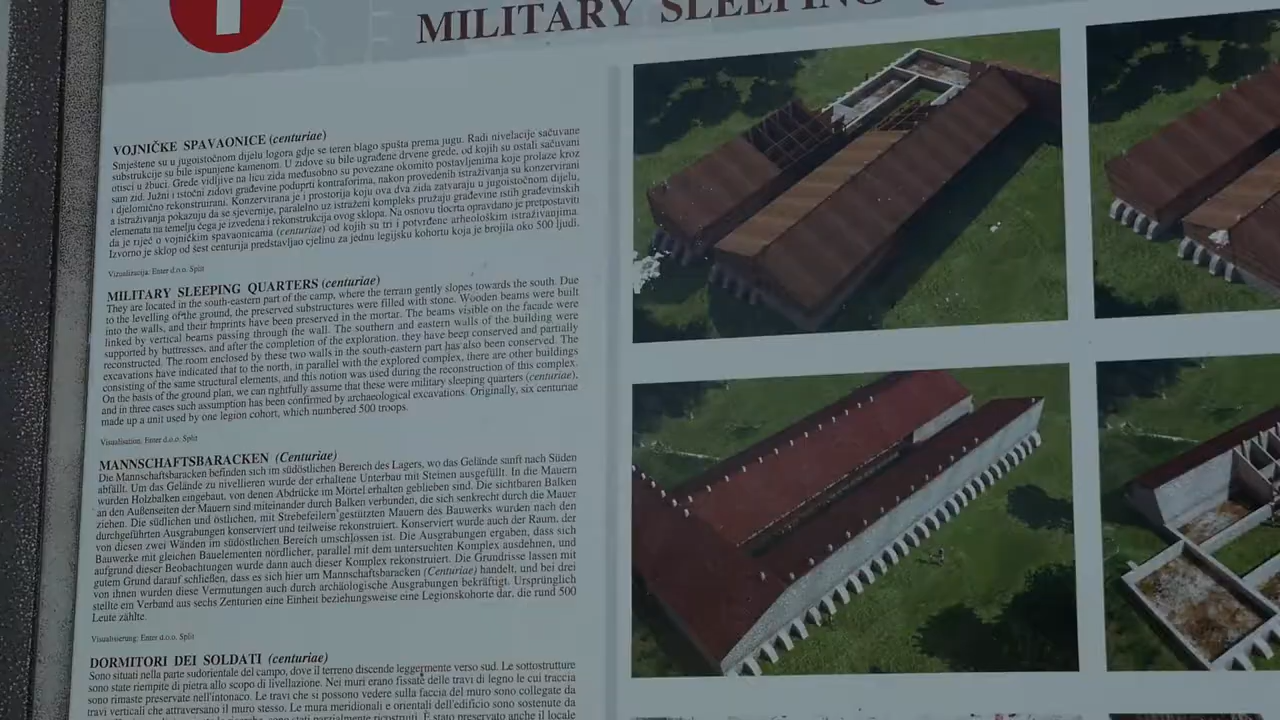 MILITARY SLEEPING
VOJNIČKE SPAVAONICE (centuriae)
Smještene su u jugoistočnom dijelu logora gdje se teren blago spušta prema jugu. Radi nivelacije sačuvane
substrukcije su bile ispunjene kamenom. U zidove su bile ugrađene drvene grede, od kojih su ostali sačuvani
otisci u žbuci. Grede vidljive na licu zida međusobno su povezane okomito postavljenima koje prolaze kroz
sam zid. Južni i istočni zidovi građevine poduprti kontraforima, nakon provedenih istraživanja su konzervirani
i djelomično rekonstruirani. Konzervirana je i prostorija koju ova dva zida zatvaraju u jugoistočnom dijelu,
a istraživanja pokazuju da se sjevernije, paralelno uz istraženi kompleks pružaju građevine istih građevinskih
elemenata na temelju čega je izvedena i rekonstrukcija ovog sklopa. Na osnovu tlocrta opravdano je pretpostaviti
da je riječ o vojničkim spavaonicama (centuriae) od kojih su tri i potvrđene arheološkim istraživanjima.
Izvorno je sklop od šest centurija predstavljao cjelinu za jednu legijsku kohortu koja je brojila oko 500 ljudi.
Vizualizacija: Enter d.o.o. Split
MILITARY SLEEPING QUARTERS (centuriae)
They are located in the south-eastern part of the camp, where the terrain gently slopes towards the south. Due
to the levelling of the ground, the preserved substructures were filled with stone. Wooden beams were built
into the walls, and their imprints have been preserved in the mortar. The beams visible on the facade were
linked by vertical beams passing through the wall. The southern and eastern walls of the building were
supported by buttresses, and after the completion of the exploration, they have been conserved and partially
reconstructed. The room enclosed by these two walls in the south-eastern part has also been conserved. The
excavations have indicated that to the north, in parallel with the explored complex, there are other buildings
consisting of the same structural elements, and this notion was used during the reconstruction of this complex.
On the basis of the ground plan, we can rightfully assume that these were military sleeping quarters (centuriae),
and in three cases such assumption has been confirmed by archaeological excavations. Originally, six centuriae
made up a unit used by one legion cohort, which numbered 500 troops.
Visualisation: Enter d.o.o. Split
MANNSCHAFTSBARACKEN (Centuriae)
Die Mannschaftsbaracken befinden sich im südöstlichen Bereich des Lagers, wo das Gelände sanft nach Süden
abfällt. Um das Gelände zu nivellieren wurde der erhaltene Unterbau mit Steinen ausgefüllt. In die Mauern
wurden Holzbalken eingebaut, von denen Abdrücke im Mörtel erhalten geblieben sind. Die sichtbaren Balken
an den Außenseiten der Mauern sind miteinander durch Balken verbunden, die sich senkrecht durch die Mauer
ziehen. Die südlichen und östlichen, mit Strebefeilern gestützten Mauern des Bauwerks wurden nach den
durchgeführten Ausgrabungen konserviert und teilweise rekonstruiert. Konserviert wurde auch der Raum, der
von diesen zwei Wänden im südöstlichen Bereich umschlossen ist. Die Ausgrabungen ergaben, dass sich
Bauwerke mit gleichen Bauelementen nördlicher, parallel mit dem untersuchten Komplex ausdehnen, und
aufgrund dieser Beobachtungen wurde dann auch dieser Komplex rekonstruiert. Die Grundrisse lassen mit
gutem Grund darauf schließen, dass es sich hier um Mannschaftsbaracken (Centuriae) handelt, und bei drei
von ihnen wurden diese Vermutungen auch durch archäologische Ausgrabungen bekräftigt. Ursprünglich
stellte ein Verband aus sechs Zenturien eine Einheit beziehungsweise eine Legionskohorte dar, die rund 500
Leute zählte.
Visualisierung: Enter d.o.o. Split
DORMITORI DEI SOLDATI (centuriae)
Sono situati nella parte sudorientale del campo, dove il terreno discende leggermente verso sud. Le sottostrutture
sono state riempite di pietra allo scopo di livellazione. Nei muri erano fissate delle travi di legno le cui traccia
sono rimaste preservate nell'intonaco. Le travi che si possono vedere sulla faccia del muro sono collegate da
travi verticali che attraversano il muro stesso. Le mura meridionali e orientali dell'edificio sono sostenute da
sono stati parzialmente ricostruiti. È stato preservato anche il locale